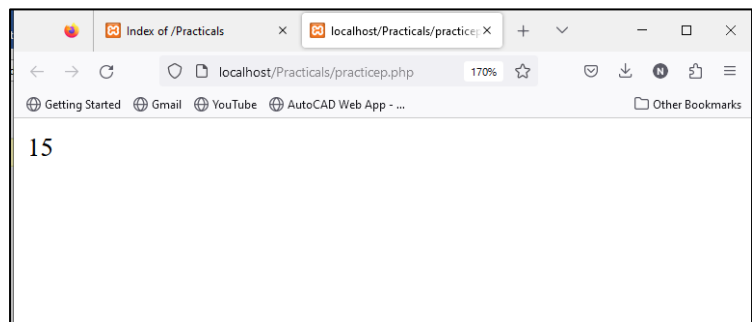 Index of /Practicals
localhost/Practicals/practicep
localhost/Practicals/practicep.php 170% N
Getting Started Gmail YouTube AutoCAD Web App - ... Other Bookmarks
15